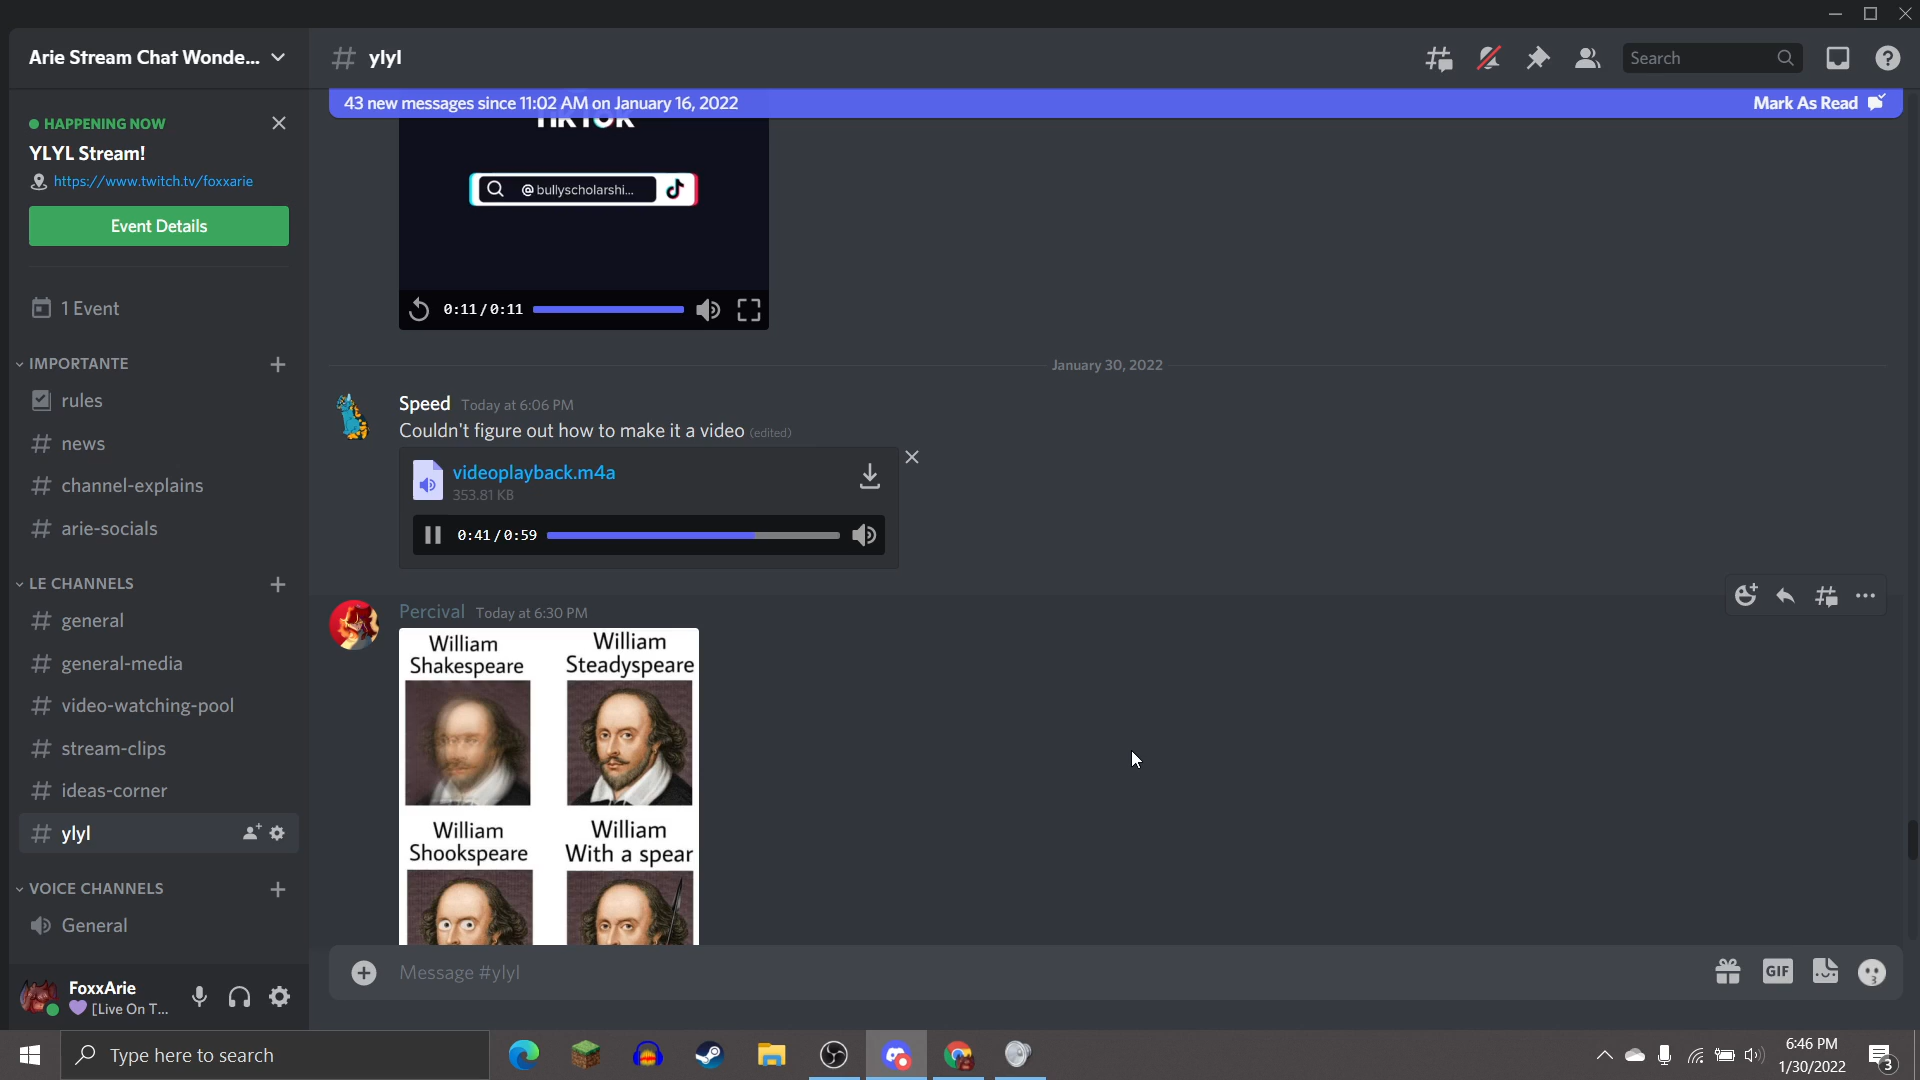 Arie Stream Chat Wonde...
ylyl
Search
43 new messages since 11:02 AM on January 16, 2022
Mark As Read
HAPPENING NOW
YLYL Stream!
https://www.twitch.tv/foxxarie
Event Details
1 Event
IMPORTANTE
rules
news
channel-explains
arie-socials
LE CHANNELS
general
general-media
video-watching-pool
stream-clips
ideas-corner
ylyl
VOICE CHANNELS
General
FoxxArie
[Live On T...
TikTok
@bullyscholarshi...
0:11/0:11
January 30, 2022
Speed Today at 6:06 PM
Couldn't figure out how to make it a video (edited)
videoplayback.m4a
353.81 KB
0:41/0:59
Percival Today at 6:30 PM
William Shakespeare
William Steadyspeare
William Shookspeare
William With a spear
Message #ylyl
GIF
Type here to search
6:46 PM
1/30/2022
3